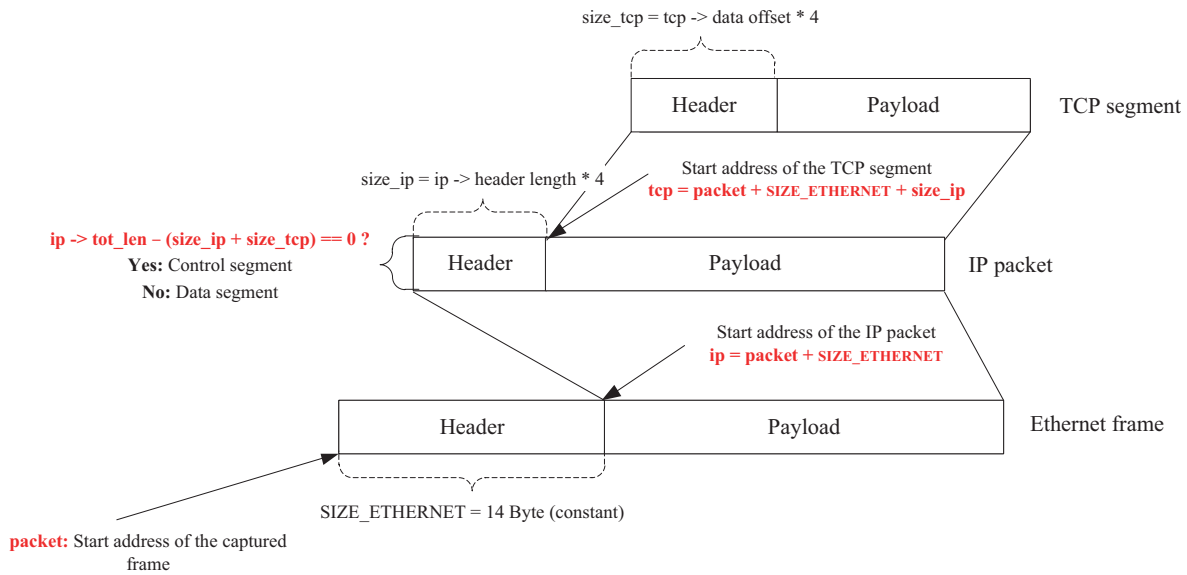 size_tcp = tcp -> data offset * 4
Header
Payload
TCP segment
Start address of the TCP segment
tcp = packet + SIZE_ETHERNET + size_ip
size_ip = ip -> header length * 4
ip -> tot_len – (size_ip + size_tcp) == 0 ?
Yes: Control segment
No: Data segment
Header
Payload
IP packet
Start address of the IP packet
ip = packet + SIZE_ETHERNET
Header
Payload
Ethernet frame
SIZE_ETHERNET = 14 Byte (constant)
packet: Start address of the captured
frame